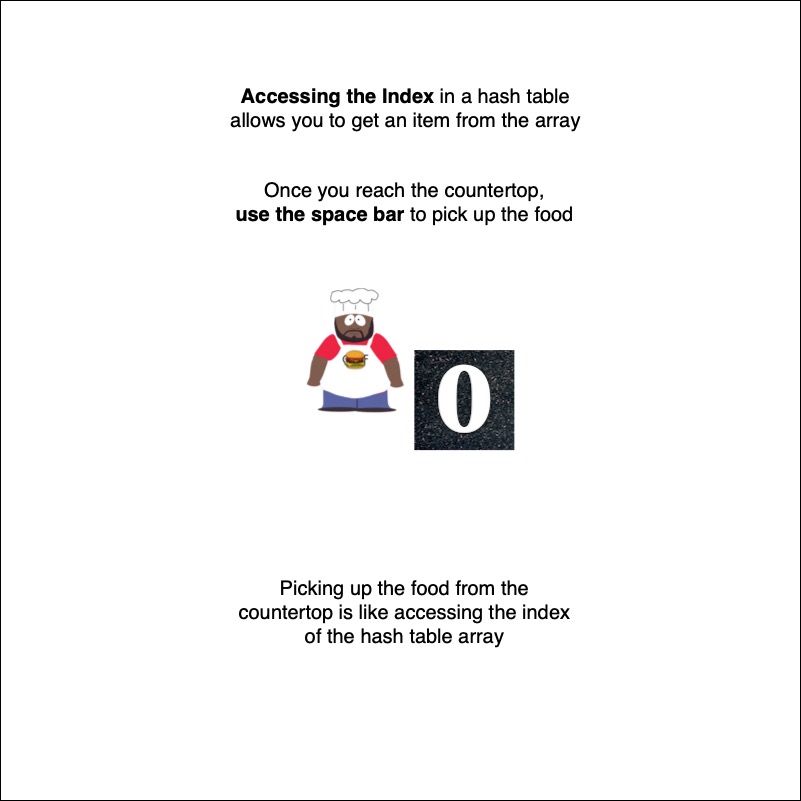 Accessing the Index in a hash table
allows you to get an item from the array
Once you reach the countertop,
use the space bar to pick up the food
0
Picking up the food from the
countertop is like accessing the index
of the hash table array